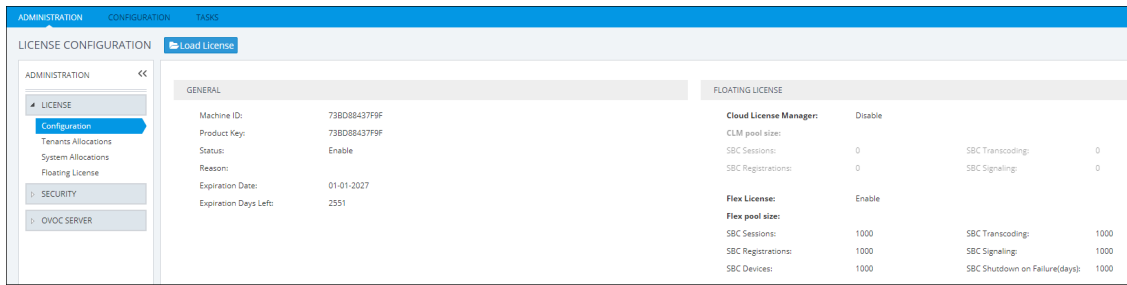 ADMINISTRATION CONFIGURATION TASKS
LICENSE CONFIGURATION Load License
ADMINISTRATION
LICENSE
Configuration
Tenants Allocations
System Allocations
Floating License
SECURITY
OVOC SERVER
GENERAL
Machine ID: 73BD88437F9F
Product Key: 73BD88437F9F
Status: Enable
Reason:
Expiration Date: 01-01-2027
Expiration Days Left: 2551
FLOATING LICENSE
Cloud License Manager: Disable
CLM pool size:
SBC Sessions: 0 SBC Transcoding: 0
SBC Registrations: 0 SBC Signaling: 0
Flex License: Enable
Flex pool size:
SBC Sessions: 1000 SBC Transcoding: 1000
SBC Registrations: 1000 SBC Signaling: 1000
SBC Devices: 1000 SBC Shutdown on Failure(days): 1000